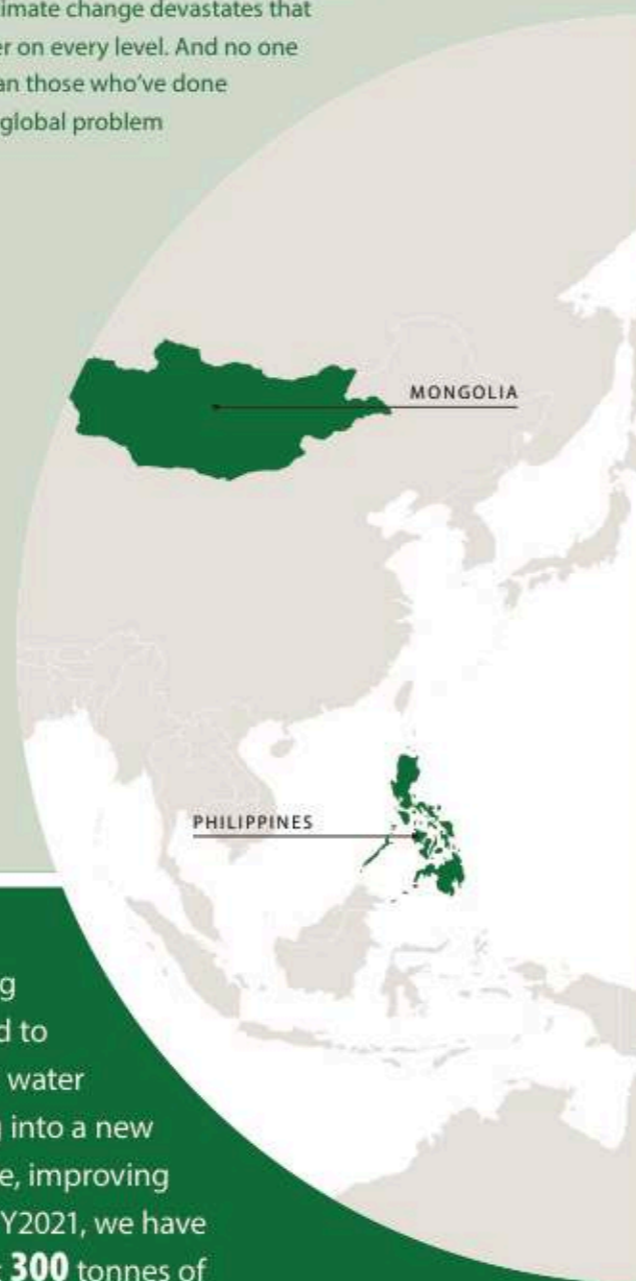 imate change devastates that
er on every level. And no one
an those who've done
global problem
MONGOLIA
PHILIPPINES
g
d to
water
into a new
e, improving
Y2021, we have
300 tonnes of